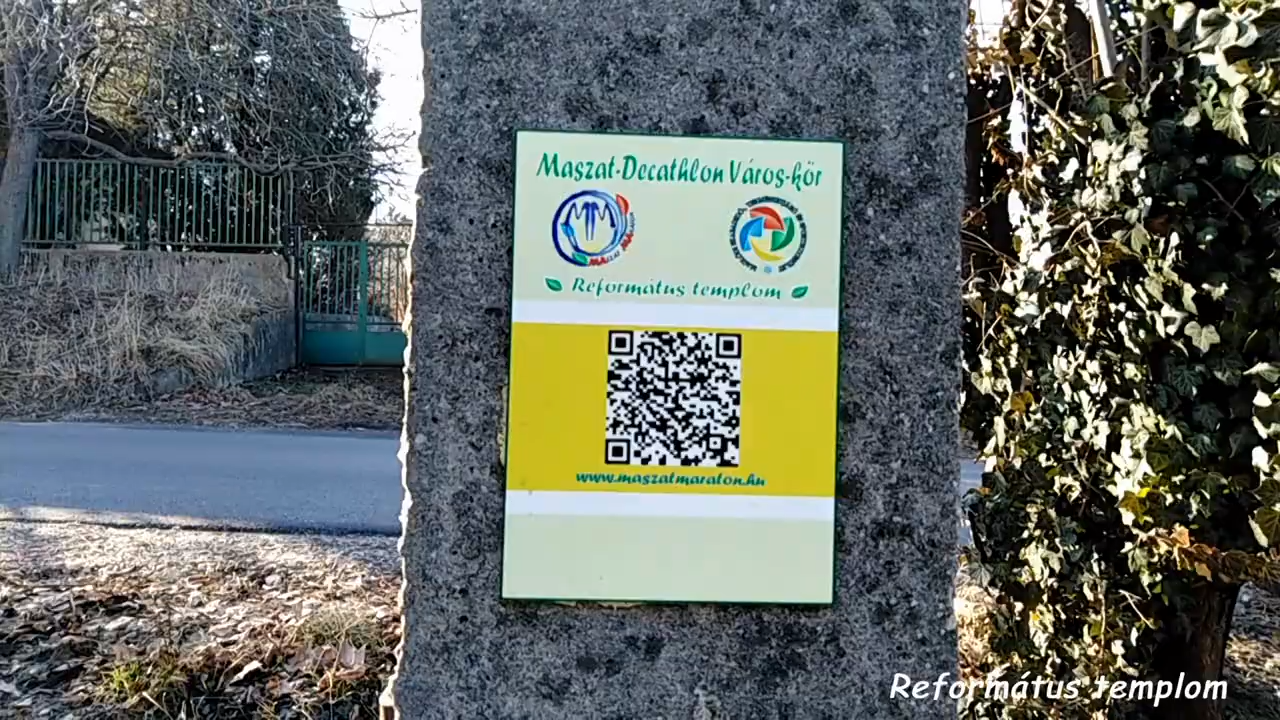 Maszat-Decathlon Város-kör
Református templom
www.maszatmaraton.hu
Református templom